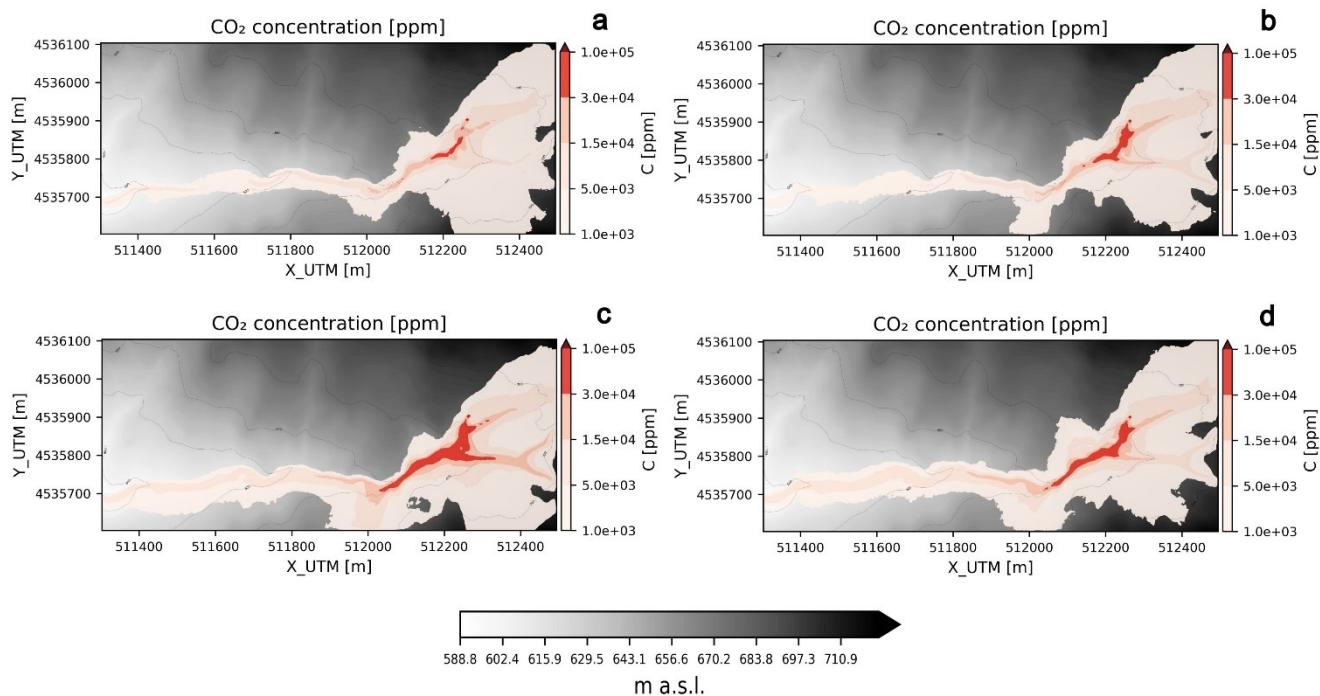 CO₂ concentration [ppm] a
4536100
4536000
4535900
4535800
4535700
Y_UTM [m]
511400 511600 511800 512000 512200 512400
X_UTM [m]
1.0e+05
3.0e+04
1.5e+04
5.0e+03
1.0e+03
C [ppm]
CO₂ concentration [ppm] b
4536100
4536000
4535900
4535800
4535700
Y_UTM [m]
511400 511600 511800 512000 512200 512400
X_UTM [m]
1.0e+05
3.0e+04
1.5e+04
5.0e+03
1.0e+03
C [ppm]
CO₂ concentration [ppm] c
4536100
4536000
4535900
4535800
4535700
Y_UTM [m]
511400 511600 511800 512000 512200 512400
X_UTM [m]
1.0e+05
3.0e+04
1.5e+04
5.0e+03
1.0e+03
C [ppm]
CO₂ concentration [ppm] d
4536100
4536000
4535900
4535800
4535700
Y_UTM [m]
511400 511600 511800 512000 512200 512400
X_UTM [m]
1.0e+05
3.0e+04
1.5e+04
5.0e+03
1.0e+03
C [ppm]
588.8 602.4 615.9 629.5 643.1 656.6 670.2 683.8 697.3 710.9
m a.s.l.